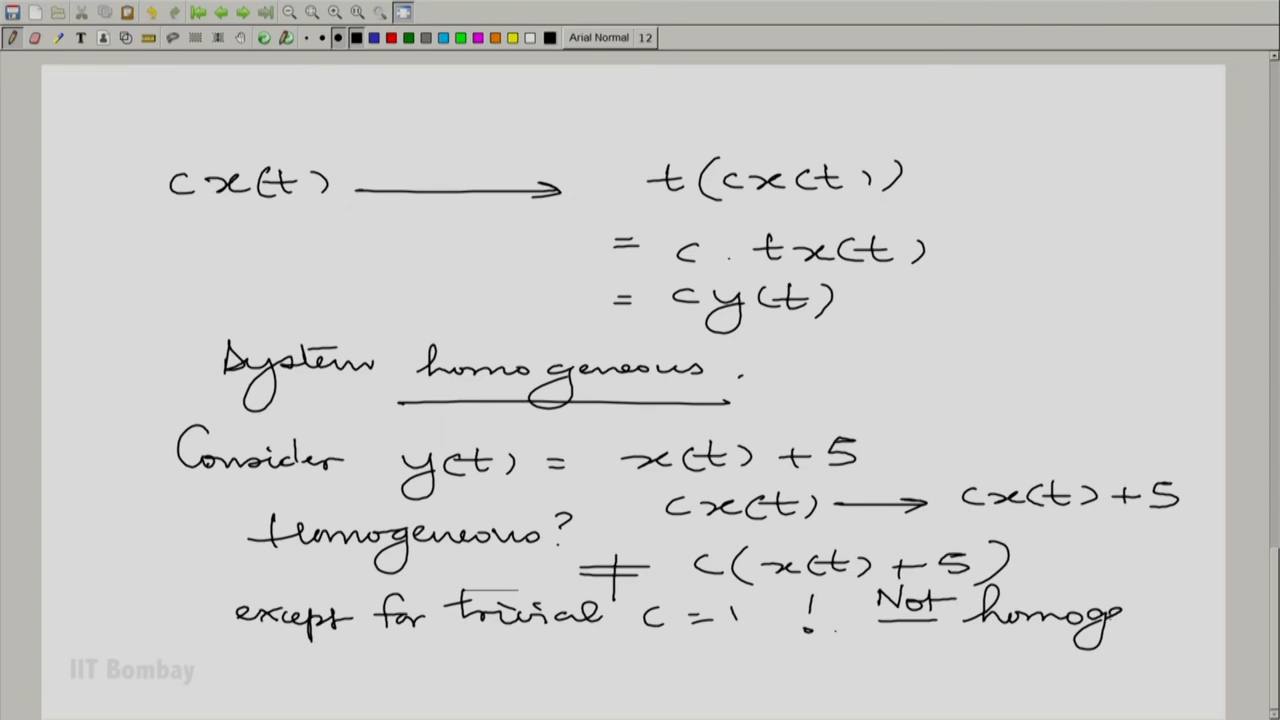 Arial Normal 12
cx(t) ⟶ t(cx(t))
= c . tx(t)
= cy(t)
System homogeneous.
Consider y(t) = x(t) + 5
cx(t) ⟶ cx(t) + 5
Homogeneous?
≠ c(x(t) + 5)
except for trivial c = 1 ! Not homoge
IIT Bombay